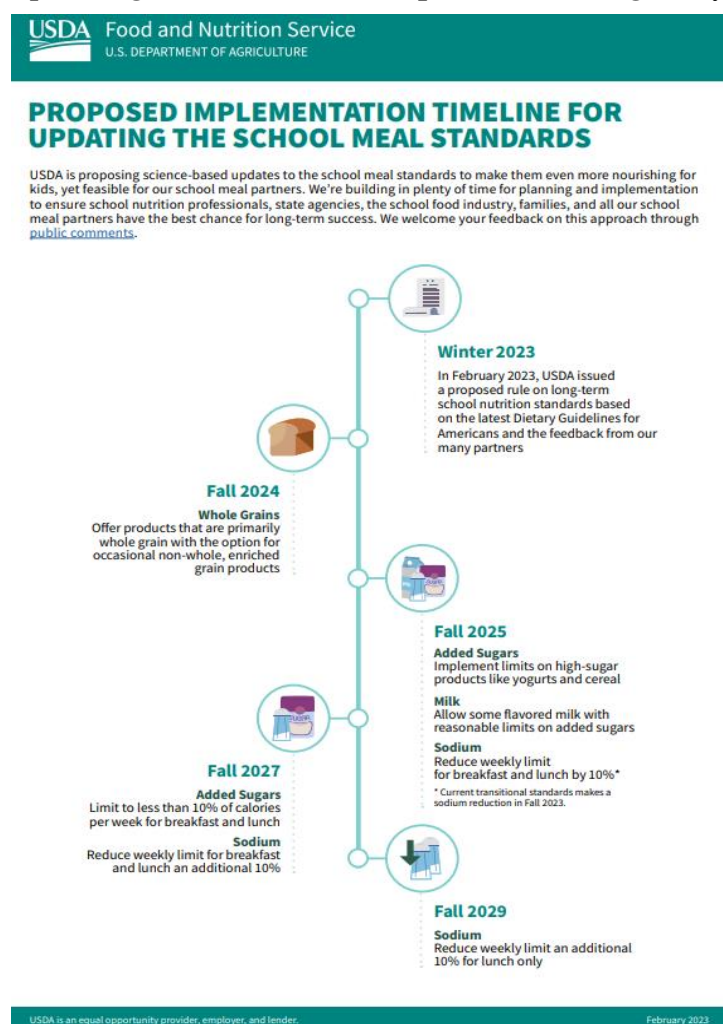 USDA Food and Nutrition Service
U.S. DEPARTMENT OF AGRICULTURE
PROPOSED IMPLEMENTATION TIMELINE FOR
UPDATING THE SCHOOL MEAL STANDARDS
USDA is proposing science-based updates to the school meal standards to make them even more nourishing for
kids, yet feasible for our school meal partners. We're building in plenty of time for planning and implementation
to ensure school nutrition professionals, state agencies, the school food industry, families, and all our school
meal partners have the best chance for long-term success. We welcome your feedback on this approach through
public comments.
Winter 2023
In February 2023, USDA issued
a proposed rule on long-term
school nutrition standards based
on the latest Dietary Guidelines for
Americans and the feedback from our
many partners
Fall 2024
Whole Grains
Offer products that are primarily
whole grain with the option for
occasional non-whole, enriched
grain products
Fall 2025
Added Sugars
Implement limits on high-sugar
products like yogurts and cereal
Milk
Allow some flavored milk with
reasonable limits on added sugars
Sodium
Reduce weekly limit
for breakfast and lunch by 10%*
* Current transitional standards makes a
sodium reduction in Fall 2023.
Fall 2027
Added Sugars
Limit to less than 10% of calories
per week for breakfast and lunch
Sodium
Reduce weekly limit for breakfast
and lunch an additional 10%
Fall 2029
Sodium
Reduce weekly limit an additional
10% for lunch only
USDA is an equal opportunity provider, employer, and lender.
February 2023